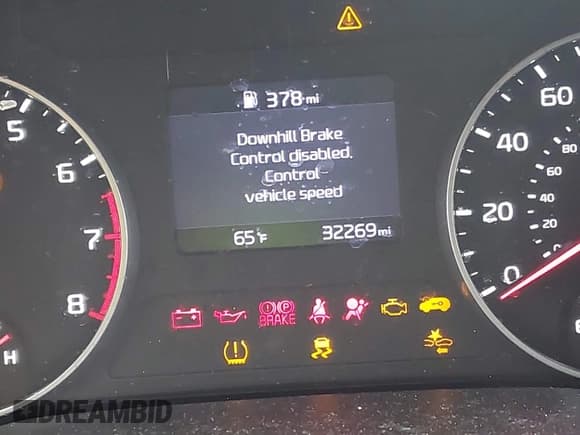 378 mi
Downhill Brake
Control disabled.
Control
vehicle speed
65°F
32269 mi
5
6
7
8
H
60
40
20
0
80
60
40
20
0
BRAKE
P
DREAMBID